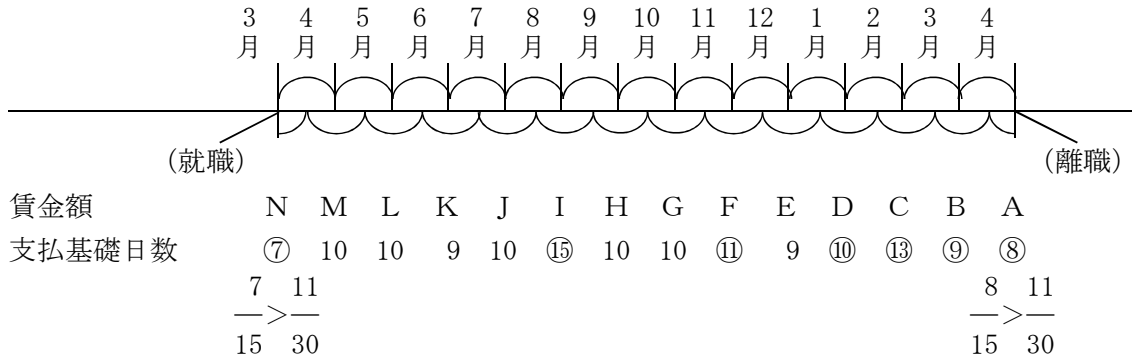 3 4 5 6 7 8 9 10 11 12 1 2 3 4
月 月 月 月 月 月 月 月 月 月 月 月 月 月
(就職) (離職)
賃金額 N M L K J I H G F E D C B A
支払基礎日数 ⑦ 10 10 9 10 ⑮ 10 10 ⑪ 9 ⑩ ⑬ ⑨ ⑧
7 11 8 11
― > ― ― > ―
15 30 15 30